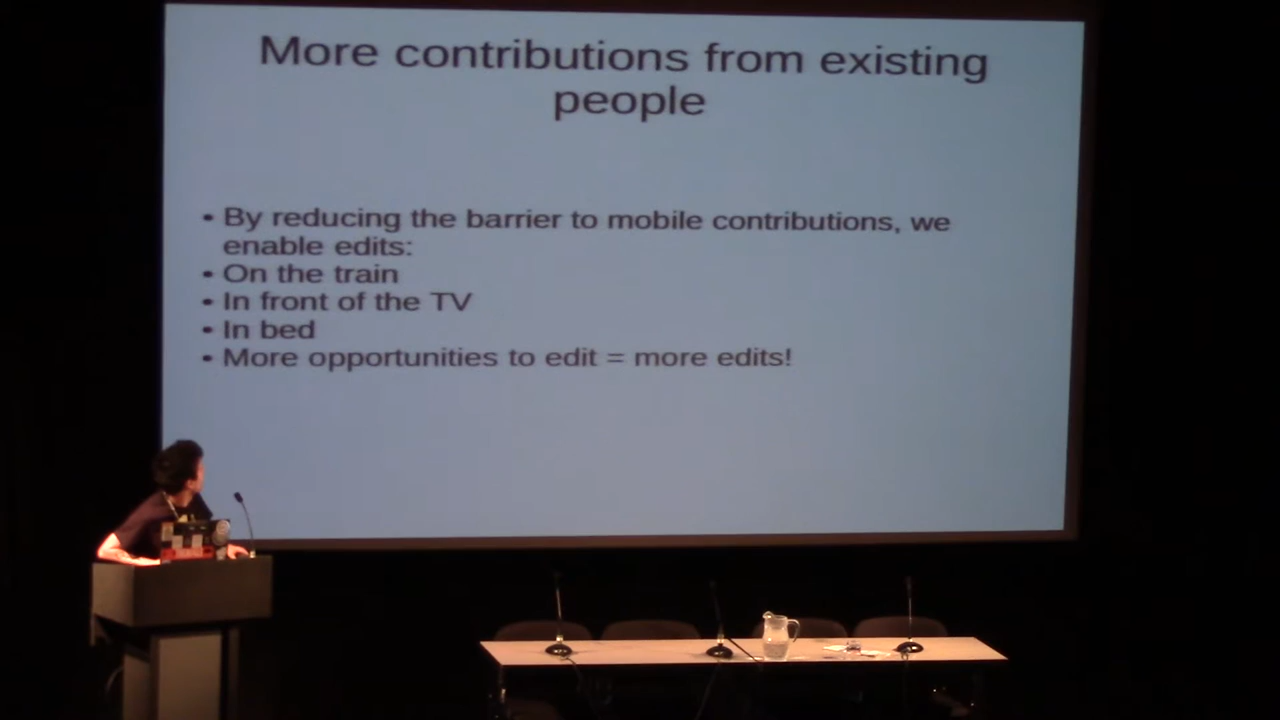 More contributions from existing
people
• By reducing the barrier to mobile contributions, we
enable edits:
• On the train
• In front of the TV
• In bed
• More opportunities to edit = more edits!